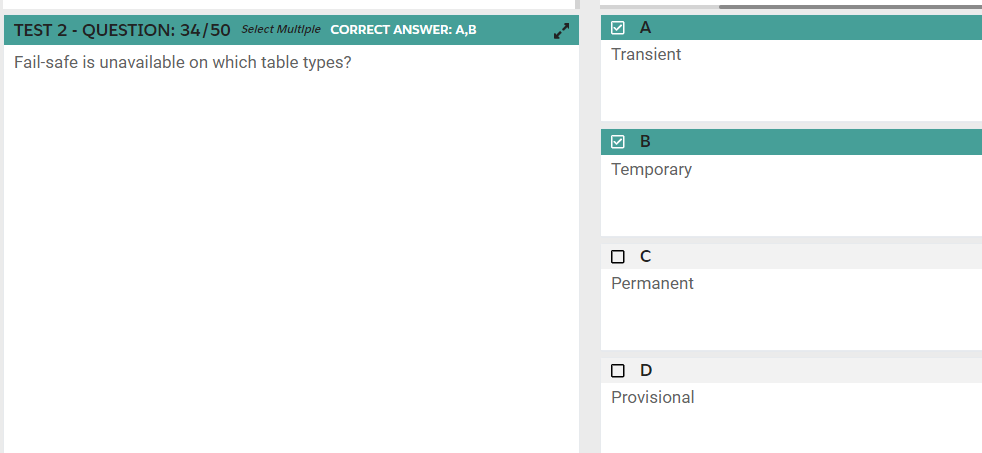 TEST 2 - QUESTION: 34/50 Select Multiple CORRECT ANSWER: A,B
Fail-safe is unavailable on which table types?
A
Transient
B
Temporary
C
Permanent
D
Provisional